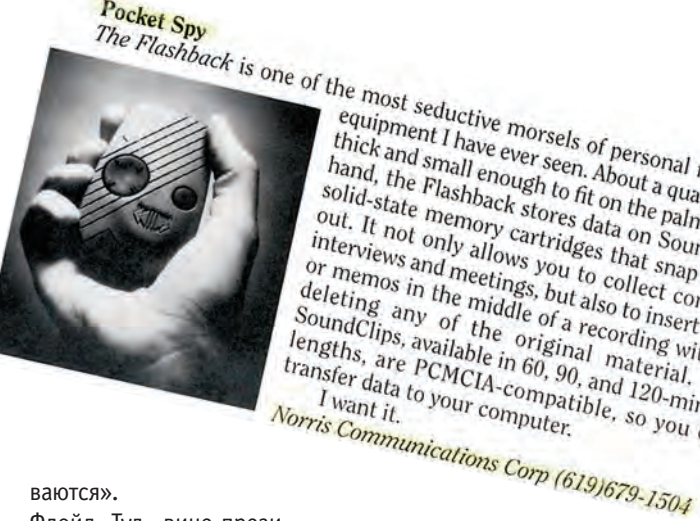 Pocket Spy
The Flashback is one of the most seductive morsels of personal
equipment I have ever seen. About a
thick and small enough to fit on the
hand, the Flashback stores data on
solid-state memory cartridges that snap
out. It not only allows you to collect
interviews and meetings, but also to insert
or memos in the middle of a recording
deleting any of the original material,
SoundClips, available in 60, 90, and
lengths, are PCMCIA-compatible, so you
transfer data to your computer.
I want it.
Norris Communications Corp (619)679-1504
ваются».